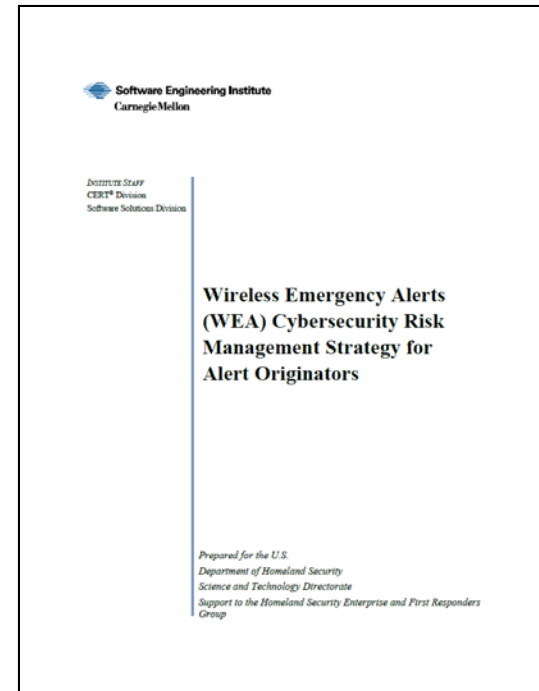 Software Engineering Institute
Carnegie Mellon
INSTITUTE STAFF
CERT® Division
Software Solutions Division
Wireless Emergency Alerts
(WEA) Cybersecurity Risk
Management Strategy for
Alert Originators
Prepared for the U.S.
Department of Homeland Security
Science and Technology Directorate
Support to the Homeland Security Enterprise and First Responders
Group